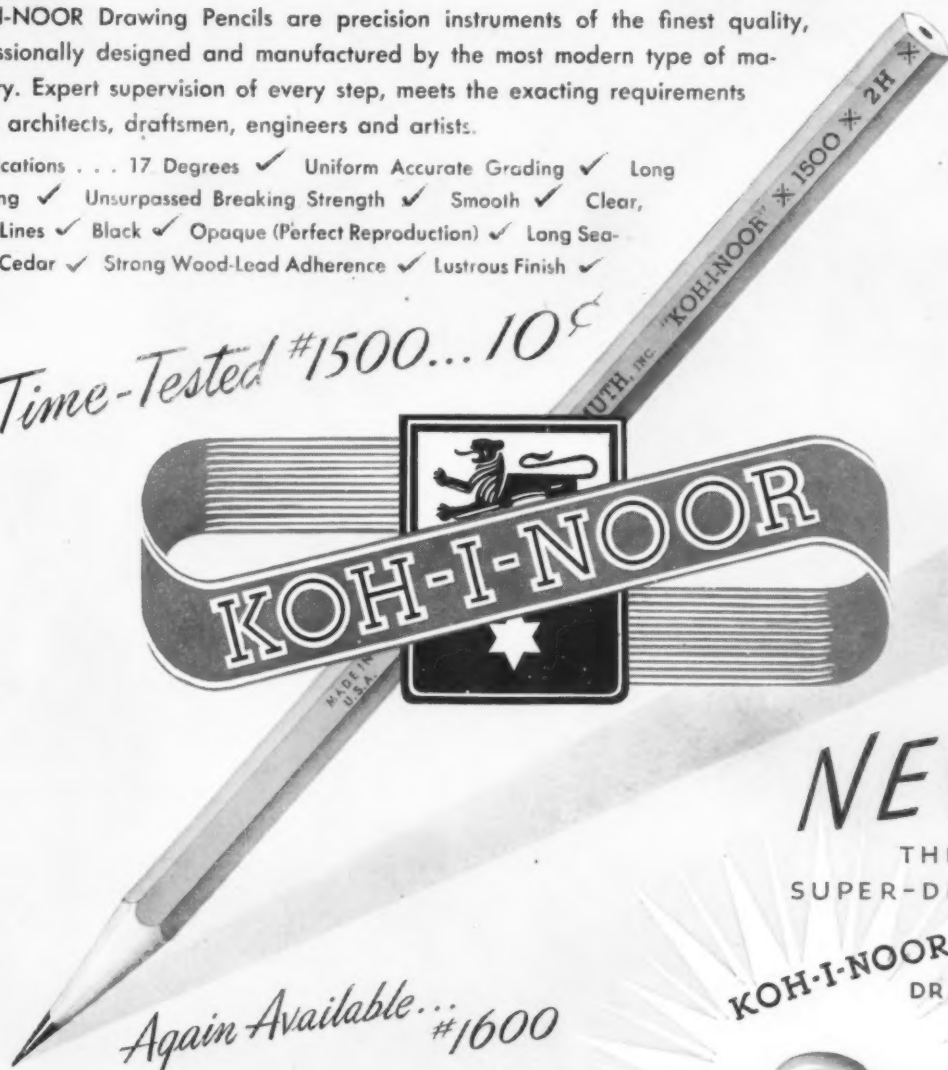 I-NOOR Drawing Pencils are precision instruments of the finest quality,
ssionally designed and manufactured by the most modern type of ma-
y. Expert supervision of every step, meets the exacting requirements
architects, draftsmen, engineers and artists.
cations . . . 17 Degrees ✓ Uniform Accurate Grading ✓ Long
ng ✓ Unsurpassed Breaking Strength ✓ Smooth ✓ Clear,
Lines ✓ Black ✓ Opaque (Perfect Reproduction) ✓ Long Sea-
Cedar ✓ Strong Wood-Lead Adherence ✓ Lustrous Finish ✓
Time-Tested #1500... 10¢
MUTH, INC. "KOH-I-NOOR" ※ 1500 ※ 2H ※
KOH-I-NOOR
MADE IN
U.S.A.
NE
TH
SUPER-D
KOH-I-NOOR
DR
Again Available...
#1600